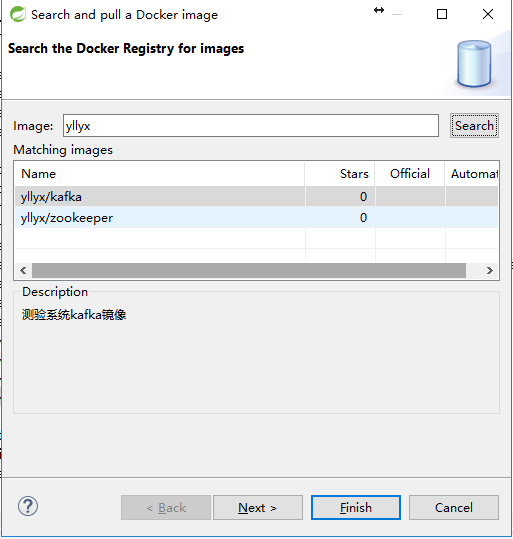 Search and pull a Docker image
Search the Docker Registry for images
Image: yllyx Search
Matching images
Name Stars Official Automat
yllyx/kafka 0
yllyx/zookeeper 0
Description
测验系统kafka镜像
< Back Next > Finish Cancel